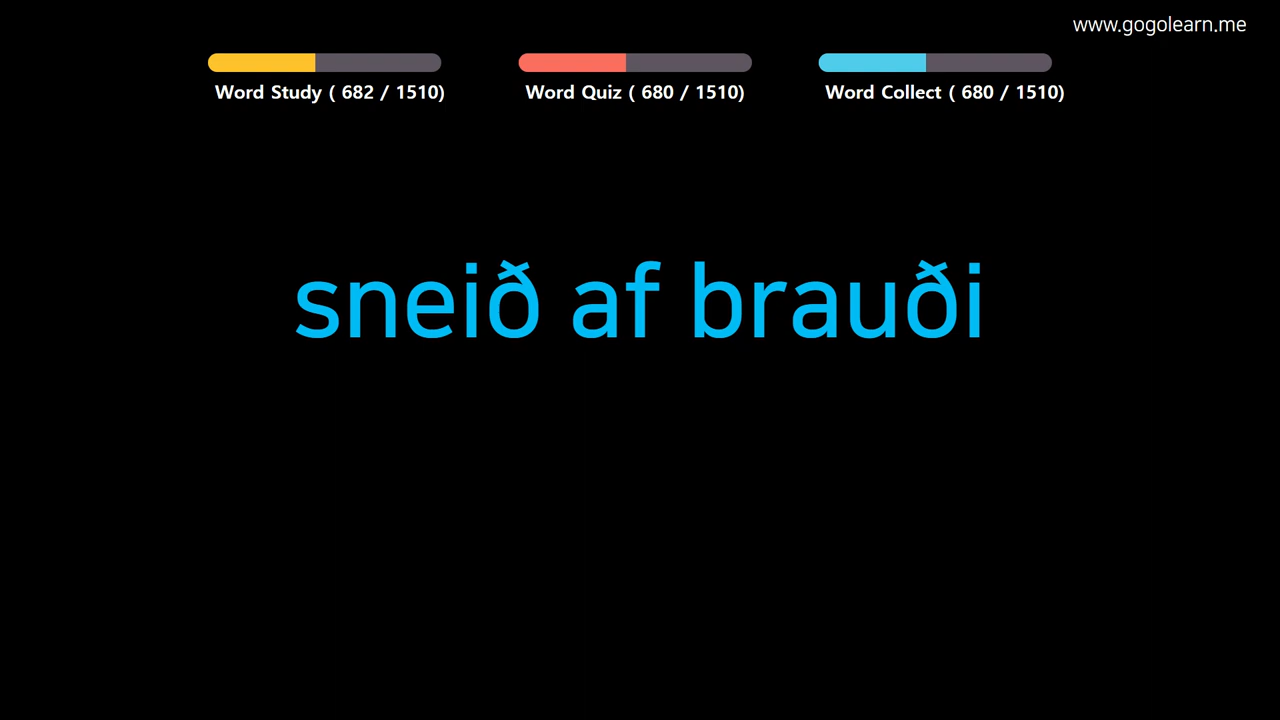 www.gogolearn.me
Word Study ( 682 / 1510)
Word Quiz ( 680 / 1510)
Word Collect ( 680 / 1510)
sneið af brauði